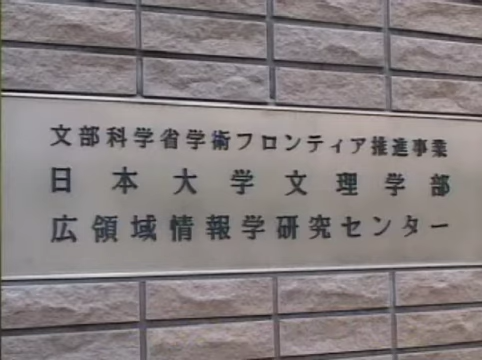 文部科学省学術フロンティア推進事業
日本大学文理学部
広領域情報学研究センター